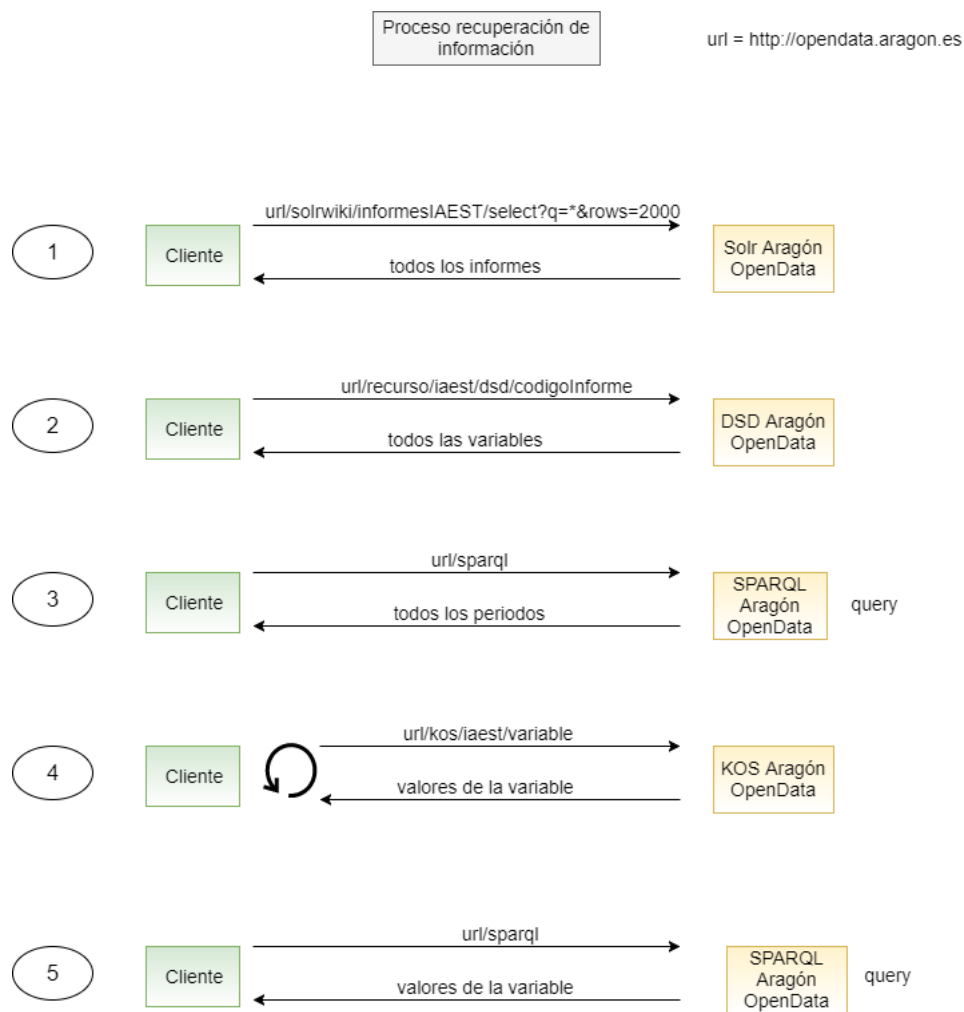 Proceso recuperación de
información
url = http://opendata.aragon.es
url/solrwiki/informesIAEST/select?q=*&rows=2000
1
Cliente
todos los informes
Solr Aragón
OpenData
url/recurso/iaest/dsd/codigoInforme
2
Cliente
todos las variables
DSD Aragón
OpenData
url/sparql
3
Cliente
todos los periodos
SPARQL
Aragón
OpenData
query
url/kos/iaest/variable
4
Cliente
valores de la variable
KOS Aragón
OpenData
url/sparql
5
Cliente
valores de la variable
SPARQL
Aragón
OpenData
query